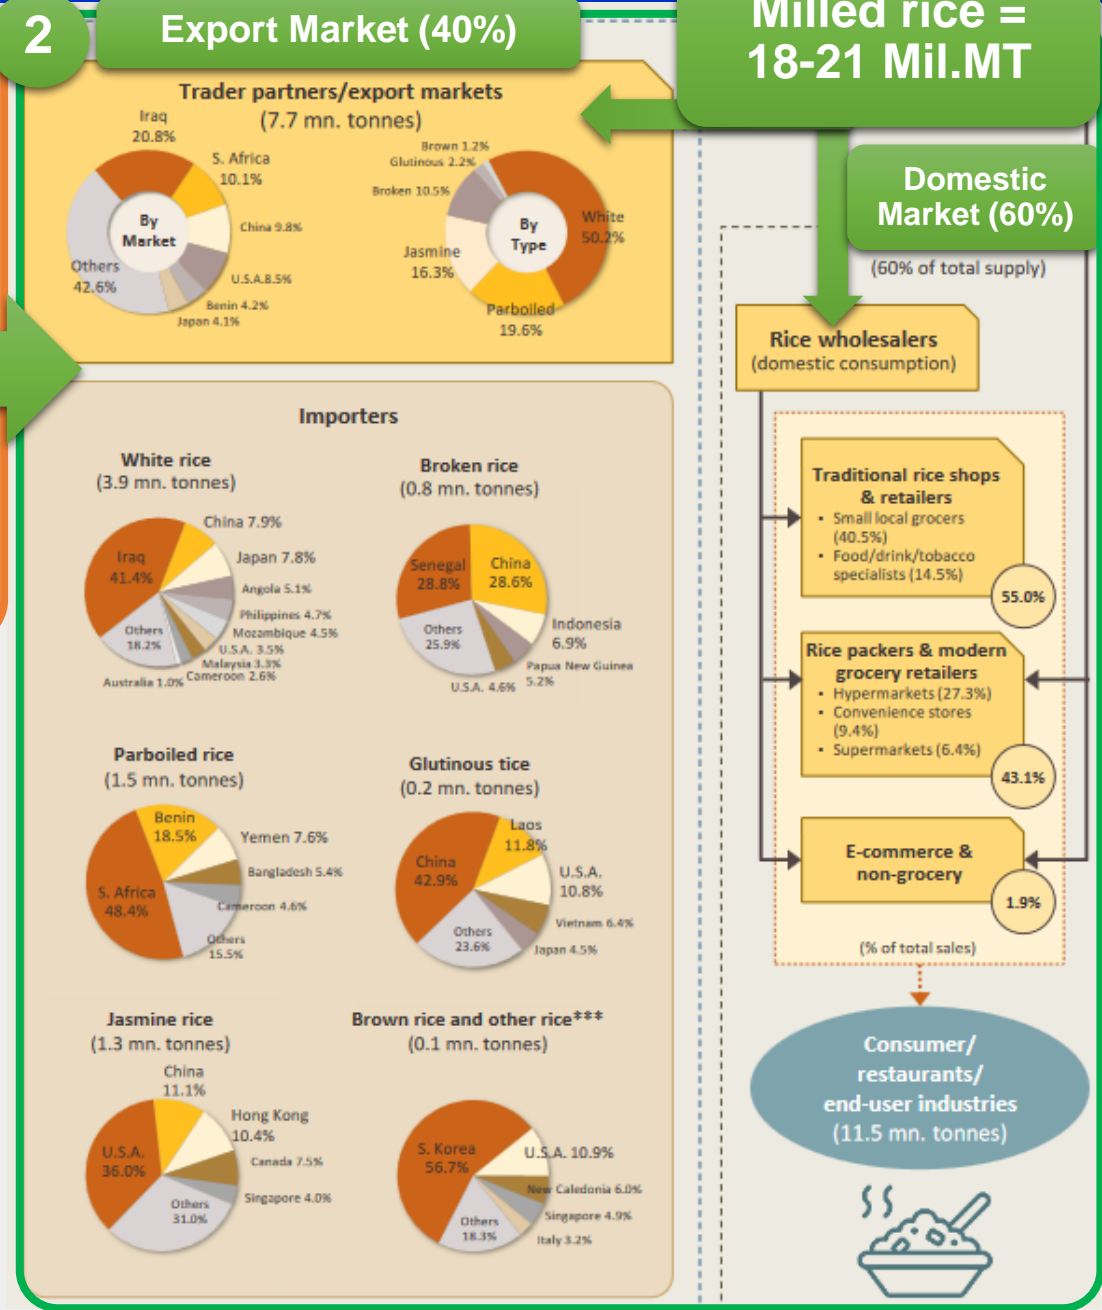 2
Export Market (40%)
Milled rice =
18-21 Mil.MT
Trader partners/export markets
(7.7 mn. tonnes)
Iraq
20.8%
S. Africa
10.1%
China 9.8%
U.S.A.8.5%
Benin 4.2%
Japan 4.1%
Others
42.6%
By
Market
Brown 1.2%
Glutinous 2.2%
Broken 10.5%
Jasmine
16.3%
Parboiled
19.6%
White
50.2%
By
Type
Domestic
Market (60%)
(60% of total supply)
Rice wholesalers
(domestic consumption)
Importers
White rice
(3.9 mn. tonnes)
Iraq
41.4%
China 7.9%
Japan 7.8%
Angola 5.1%
Philippines 4.7%
Mozambique 4.5%
U.S.A. 3.5%
Malaysia 3.3%
Cameroon 2.6%
Australia 1.0%
Others
18.2%
Broken rice
(0.8 mn. tonnes)
Senegal
28.8%
China
28.6%
Indonesia
6.9%
Papua New Guinea
5.2%
U.S.A. 4.6%
Others
25.9%
Parboiled rice
(1.5 mn. tonnes)
Benin
18.5%
Yemen 7.6%
Bangladesh 5.4%
Cameroon 4.6%
Others
15.5%
S. Africa
48.4%
Glutinous tice
(0.2 mn. tonnes)
Laos
11.8%
China
42.9%
U.S.A.
10.8%
Vietnam 6.4%
Japan 4.5%
Others
23.6%
Jasmine rice
(1.3 mn. tonnes)
China
11.1%
Hong Kong
10.4%
U.S.A.
36.0%
Canada 7.5%
Singapore 4.0%
Others
31.0%
Brown rice and other rice***
(0.1 mn. tonnes)
S. Korea
56.7%
U.S.A. 10.9%
New Caledonia 6.0%
Singapore 4.9%
Italy 3.2%
Others
18.3%
Traditional rice shops
& retailers
• Small local grocers
(40.5%)
• Food/drink/tobacco
specialists (14.5%)
55.0%
Rice packers & modern
grocery retailers
• Hypermarkets (27.3%)
• Convenience stores
(9.4%)
• Supermarkets (6.4%)
43.1%
E-commerce &
non-grocery
1.9%
(% of total sales)
Consumer/
restaurants/
end-user industries
(11.5 mn. tonnes)